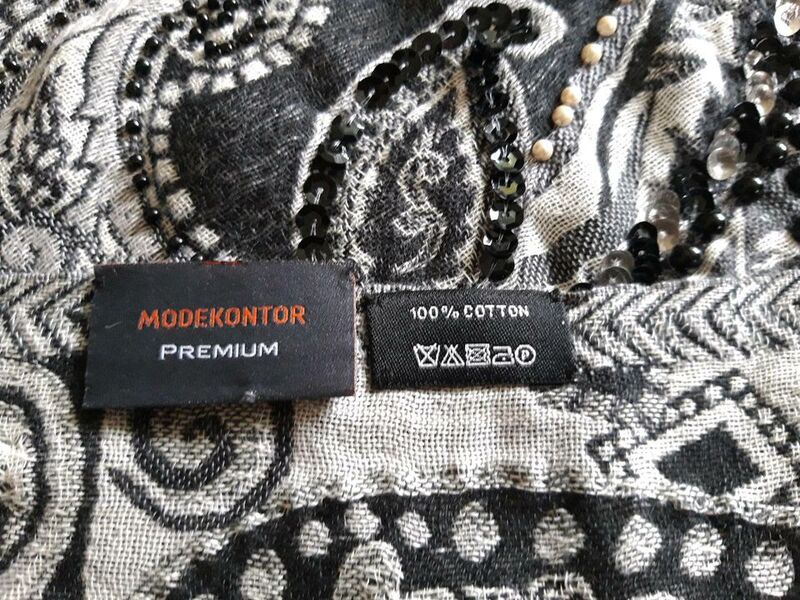 MODEKONTOR
PREMIUM
100% COTTON
P